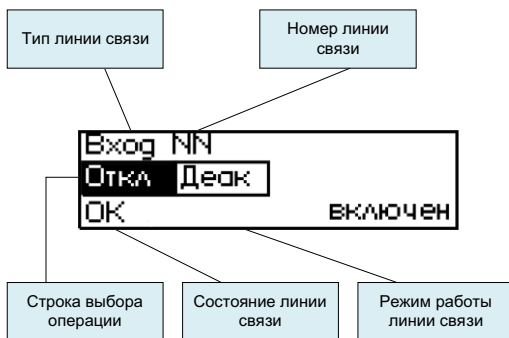 Тип линии связи
Номер линии
связи
Вход NN
Откл Деак
ОК включен
Строка выбора
операции
Состояние линии
связи
Режим работы
линии связи